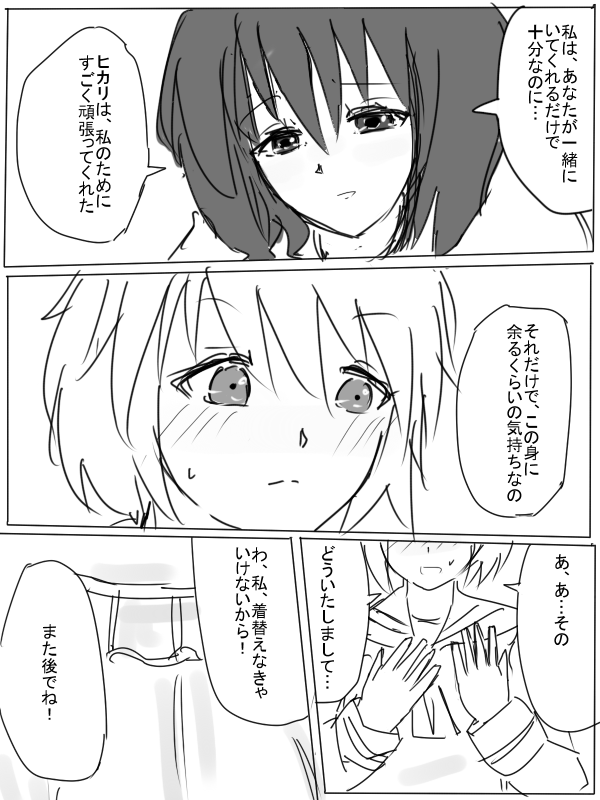 私は、あなたが一緒に
いてくれるだけで
十分なのに…
ヒカリは、私のために
すごく頑張ってくれた
それだけで、この身に
余るくらいの気持ちなの
あ、あ…その
どういたしまして…
わ、私、着替えなきゃ
いけないから！
また後でね！